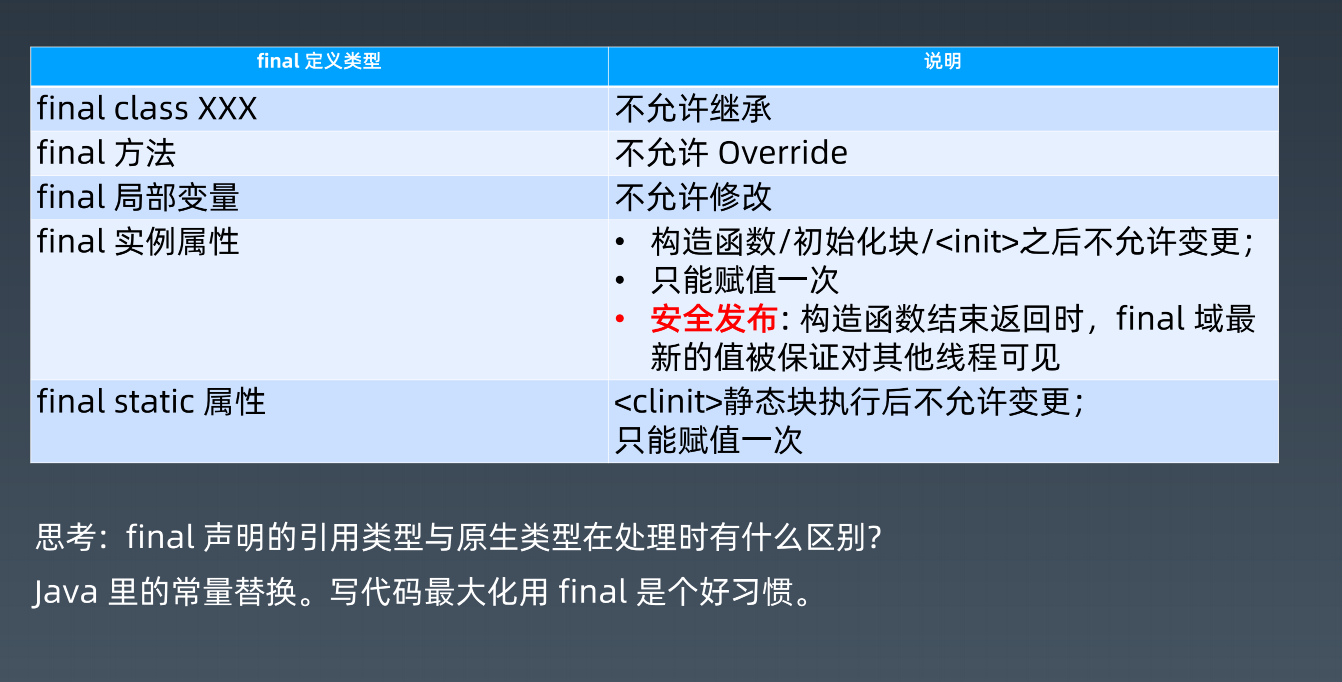 final 定义类型 说明
final class XXX 不允许继承
final 方法 不允许 Override
final 局部变量 不允许修改
final 实例属性 • 构造函数/初始化块/<init>之后不允许变更；
• 只能赋值一次
• 安全发布：构造函数结束返回时，final 域最
新的值被保证对其他线程可见
final static 属性 <clinit>静态块执行后不允许变更；
只能赋值一次
思考：final 声明的引用类型与原生类型在处理时有什么区别？
Java 里的常量替换。写代码最大化用 final 是个好习惯。